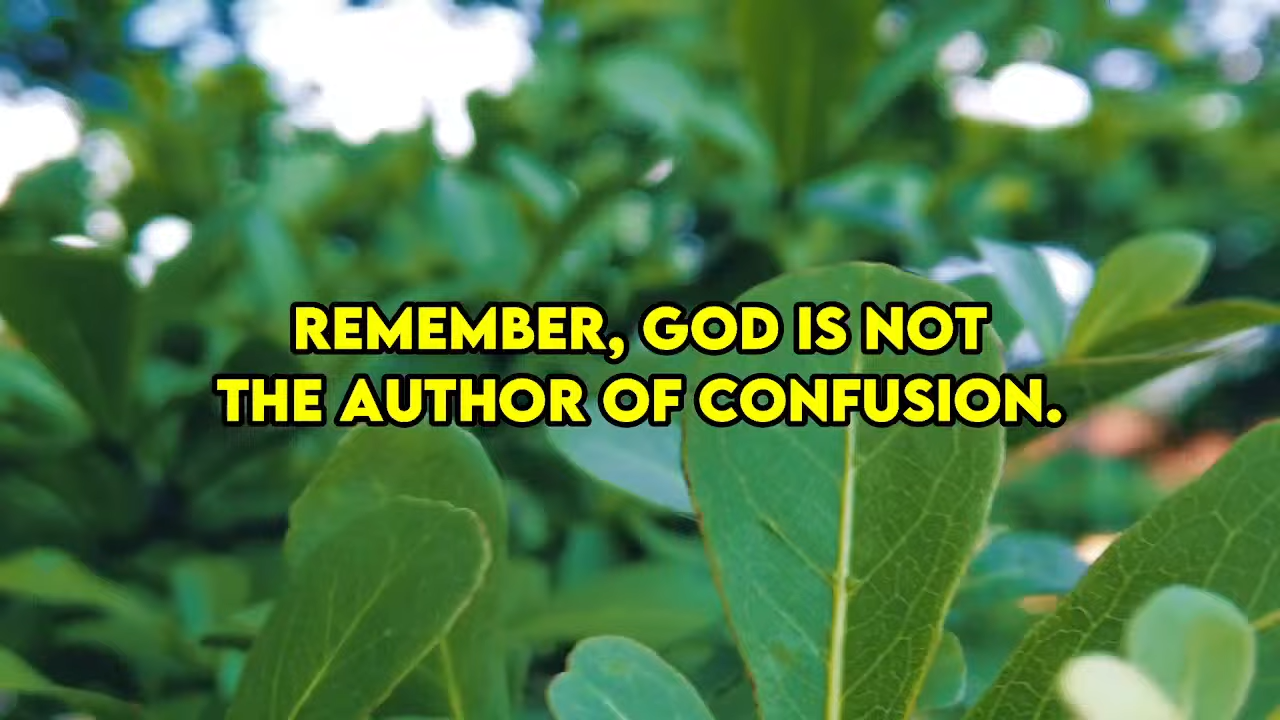 REMEMBER, GOD IS NOT
THE AUTHOR OF CONFUSION.